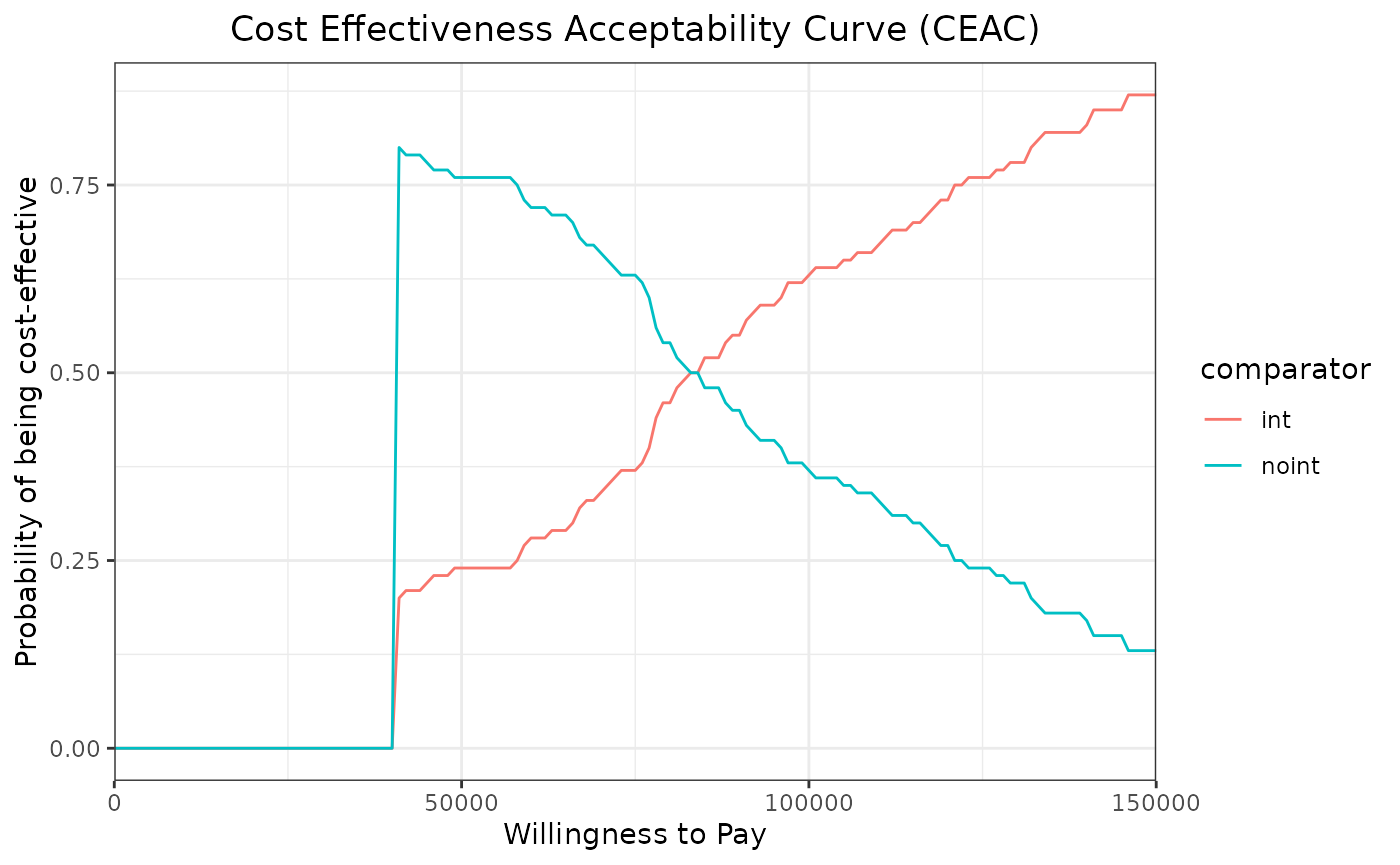 Cost Effectiveness Acceptability Curve (CEAC)
Probability of being cost-effective
0.75
0.50
0.25
0.00
0
50000
100000
150000
Willingness to Pay
comparator
int
noint